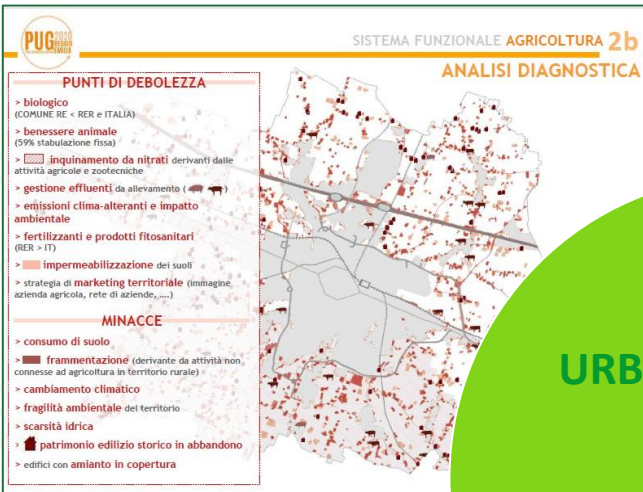 PUG 2030
REGGIO
EMILIA
SISTEMA FUNZIONALE AGRICOLTURA 2b
ANALISI DIAGNOSTICA
PUNTI DI DEBOLEZZA
> biologico
(COMUNE RE < RER e ITALIA)
> benessere animale
(59% stabulazione fissa)
> inquinamento da nitrati derivanti dalle
attività agricole e zootecniche
> gestione effluenti da allevamento ( )
> emissioni clima-alteranti e impatto
ambientale
> fertilizzanti e prodotti fitosanitari
(RER > IT)
> impermeabilizzazione dei suoli
> strategia di marketing territoriale (immagine
azienda agricola, rete di aziende, ....)
MINACCE
> consumo di suolo
> frammentazione (derivante da attività non
connesse ad agricoltura in territorio rurale)
> cambiamento climatico
> fragilità ambientale del territorio
> scarsità idrica
> patrimonio edilizio storico in abbandono
> edifici con amianto in copertura
URB